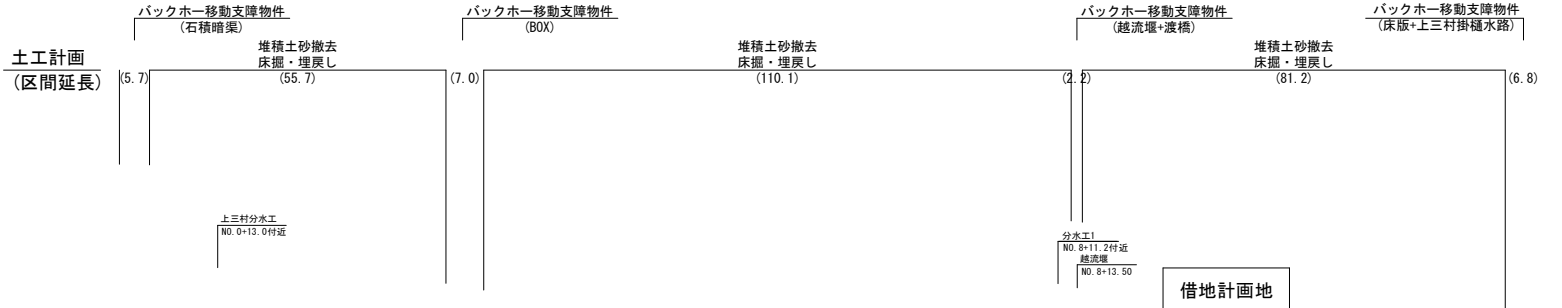 バックホー移動支障物件
(石積暗渠)
バックホー移動支障物件
(BOX)
バックホー移動支障物件
(越流堰+渡橋)
バックホー移動支障物件
(床版+上三村掛樋水路)
土工計画
(区間延長)
(5.7)
堆積土砂撤去
床掘・埋戻し
(55.7)
(7.0)
堆積土砂撤去
床掘・埋戻し
(110.1)
(2.2)
堆積土砂撤去
床掘・埋戻し
(81.2)
(6.8)
上三村分水工
NO.0+13.0付近
分水工1
NO.8+11.2付近
越流堰
NO.8+13.50
借地計画地